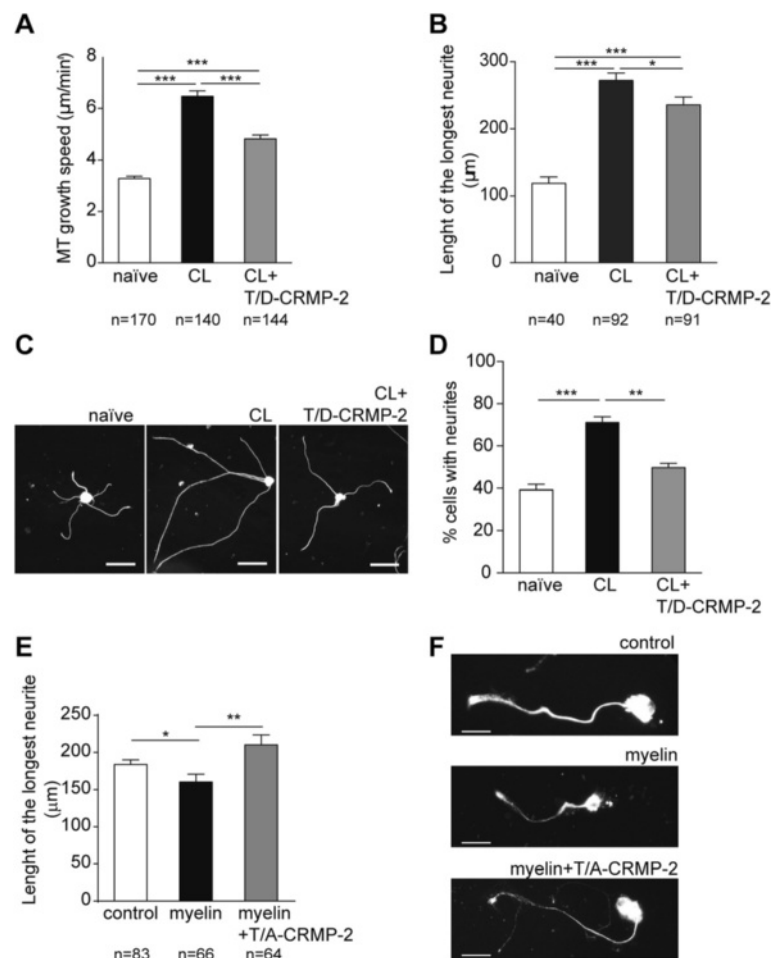 A
***
***
***
MT growth speed (µm/min)
8
6
4
2
0
naïve
CL
CL+
T/D-CRMP-2
n=170
n=140
n=144
B
***
***
*
Lenght of the longest neurite
(µm)
300
200
100
0
naïve
CL
CL+
T/D-CRMP-2
n=40
n=92
n=91
C
naïve
CL
CL+
T/D-CRMP-2
D
***
**
% cells with neurites
100
80
60
40
20
0
naïve
CL
CL+
T/D-CRMP-2
E
*
**
Lenght of the longest neurite
(µm)
250
200
150
100
50
0
control
myelin
myelin
+T/A-CRMP-2
n=83
n=66
n=64
F
control
myelin
myelin+T/A-CRMP-2